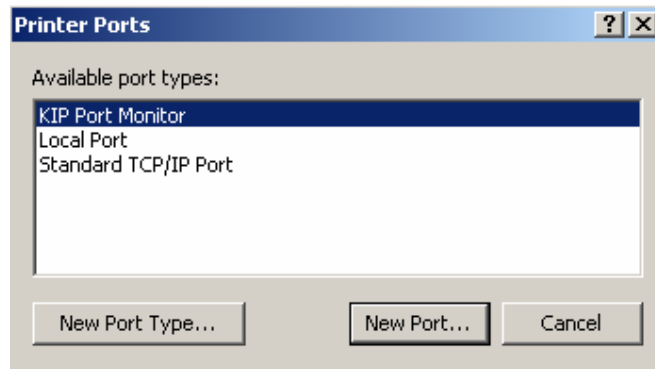 Printer Ports
Available port types:
KIP Port Monitor
Local Port
Standard TCP/IP Port
New Port Type... New Port... Cancel